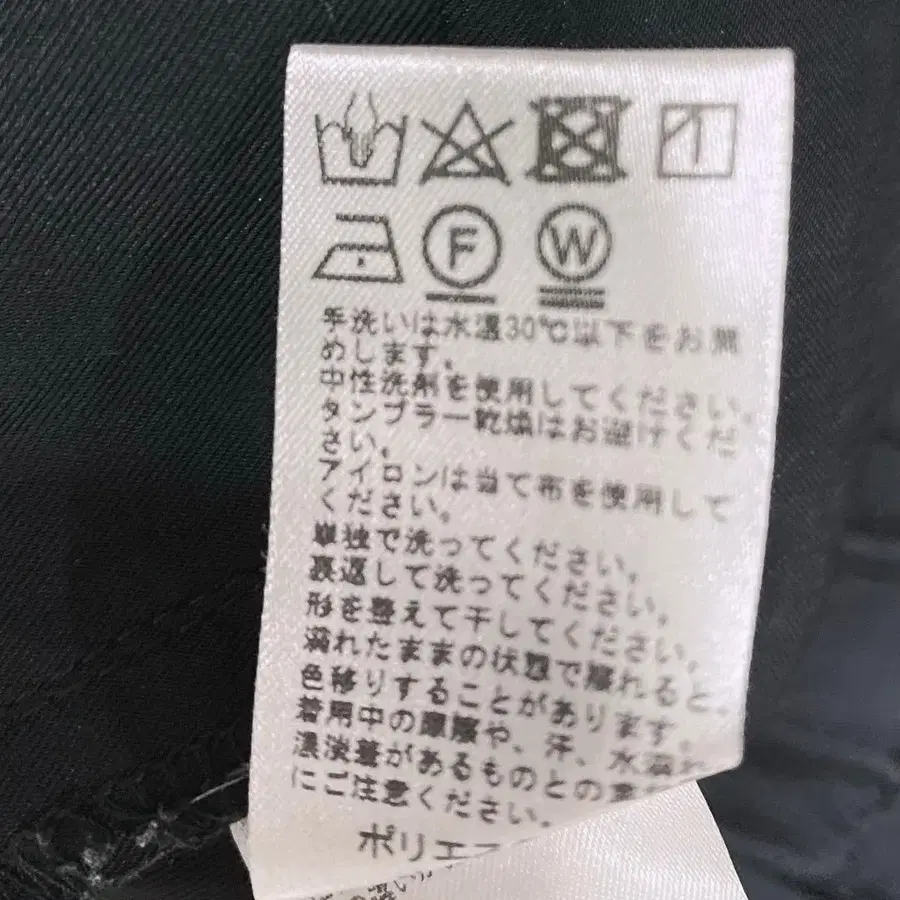 F W
手洗いは水温30℃以下をお薦
めします。
中性洗剤を使用してください。
タンブラー乾燥はお避けくだ
さい。
アイロンは当て布を使用して
ください。
単独で洗ってください。
裏返して洗ってください。
形を整えて干してください。
濡れたままの状態で擦れると、
色移りすることがあります。
着用中の摩擦や、汗、水濡れ
濃淡着があるものとの重
にご注意ください。
ポリエス